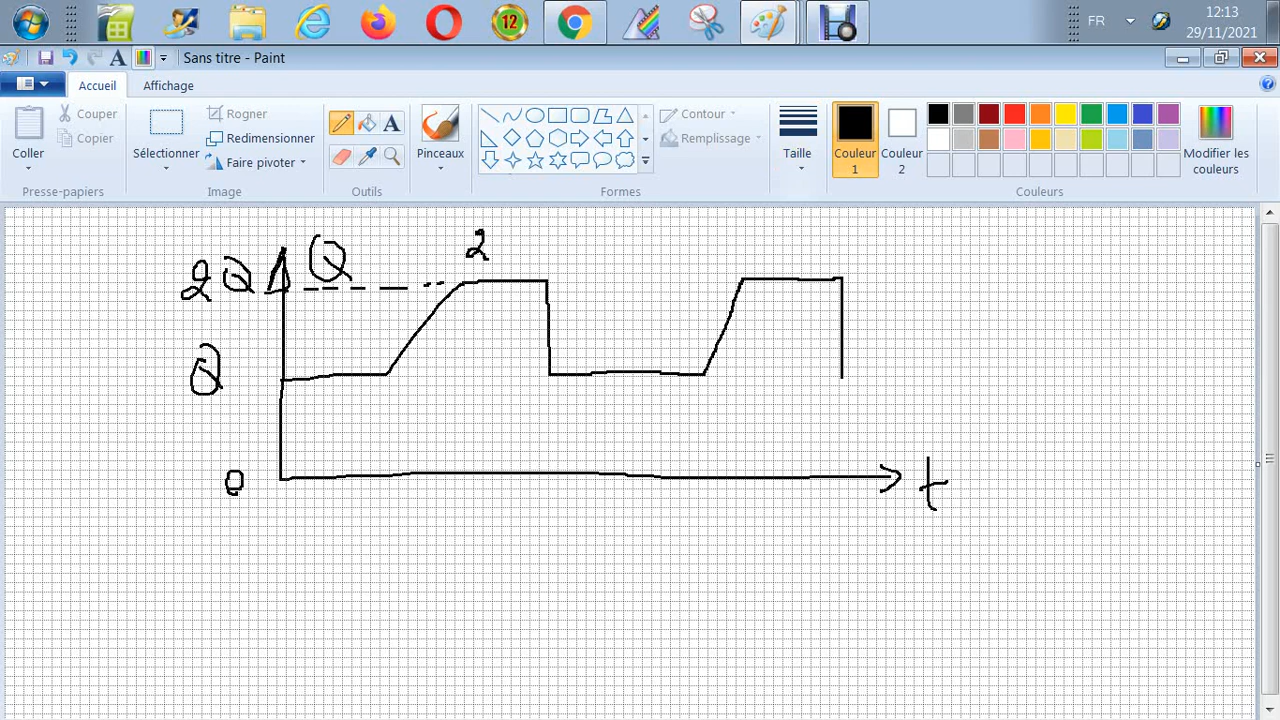 12
FR
12:13
29/11/2021
Sans titre - Paint
Accueil
Affichage
Coller
Couper
Copier
Presse-papiers
Sélectionner
Rogner
Redimensionner
Faire pivoter
Image
A
Outils
Pinceaux
Contour
Remplissage
Formes
Taille
Couleur
1
Couleur
2
Modifier les
couleurs
Couleurs
2Q
Q
2
Q
0
t